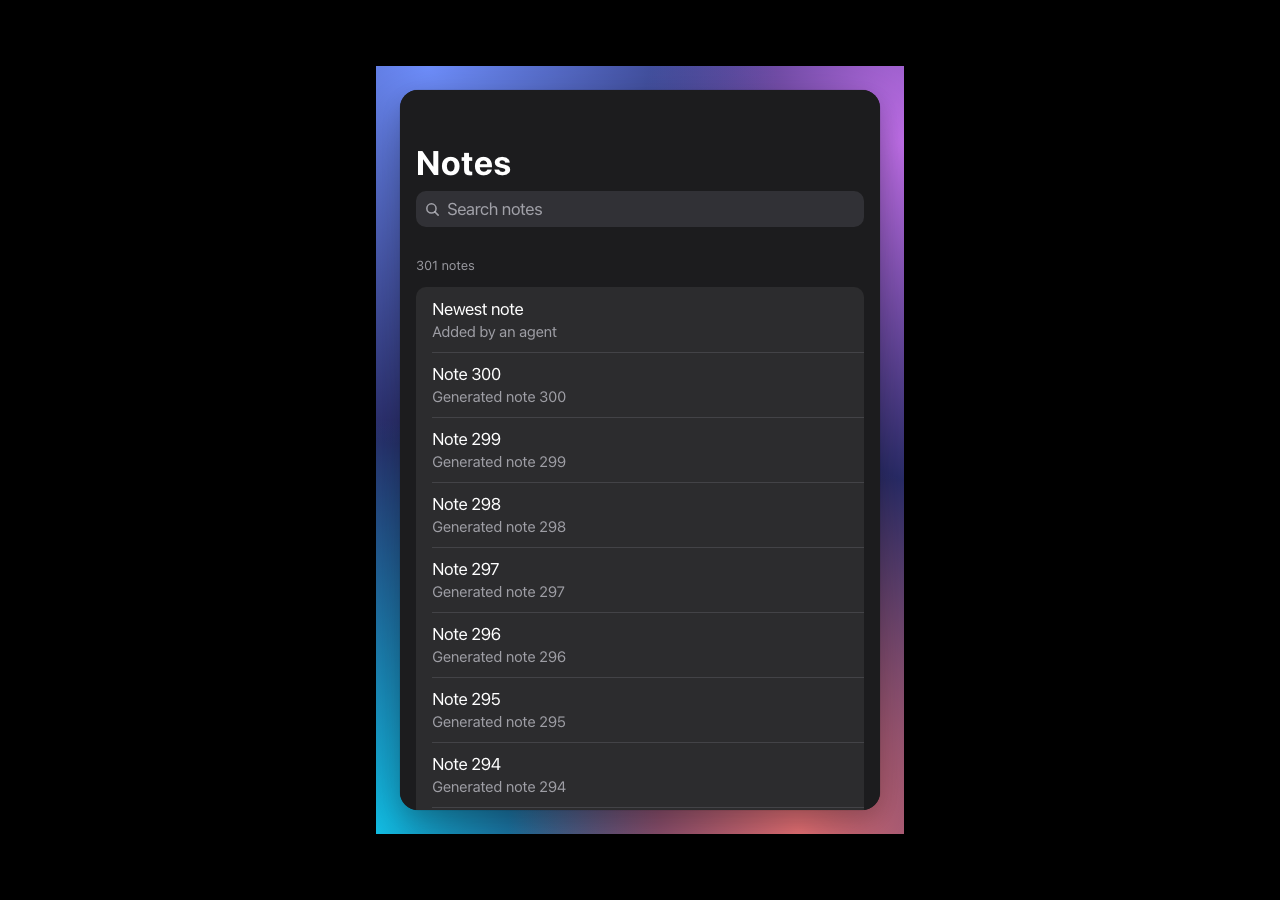 Notes
Search notes
301 notes
Newest note
Added by an agent
Note 300
Generated note 300
Note 299
Generated note 299
Note 298
Generated note 298
Note 297
Generated note 297
Note 296
Generated note 296
Note 295
Generated note 295
Note 294
Generated note 294